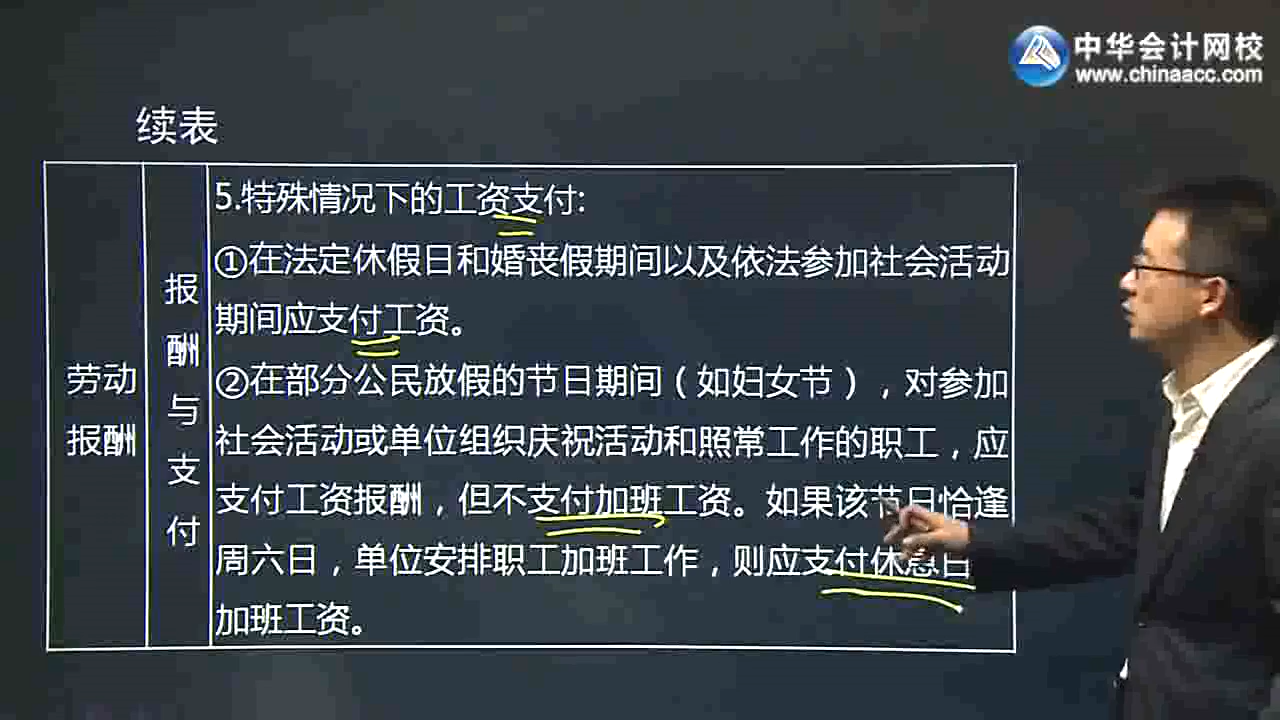 中华会计网校
www.chinaacc.com
续表
劳动
报酬
报
酬
与
支
付
5.特殊情况下的工资支付:
①在法定休假日和婚丧假期间以及依法参加社会活动
期间应支付工资。
②在部分公民放假的节日期间（如妇女节），对参加
社会活动或单位组织庆祝活动和照常工作的职工，应
支付工资报酬，但不支付加班工资。如果该节日恰逢
周六日，单位安排职工加班工作，则应支付休息日
加班工资。